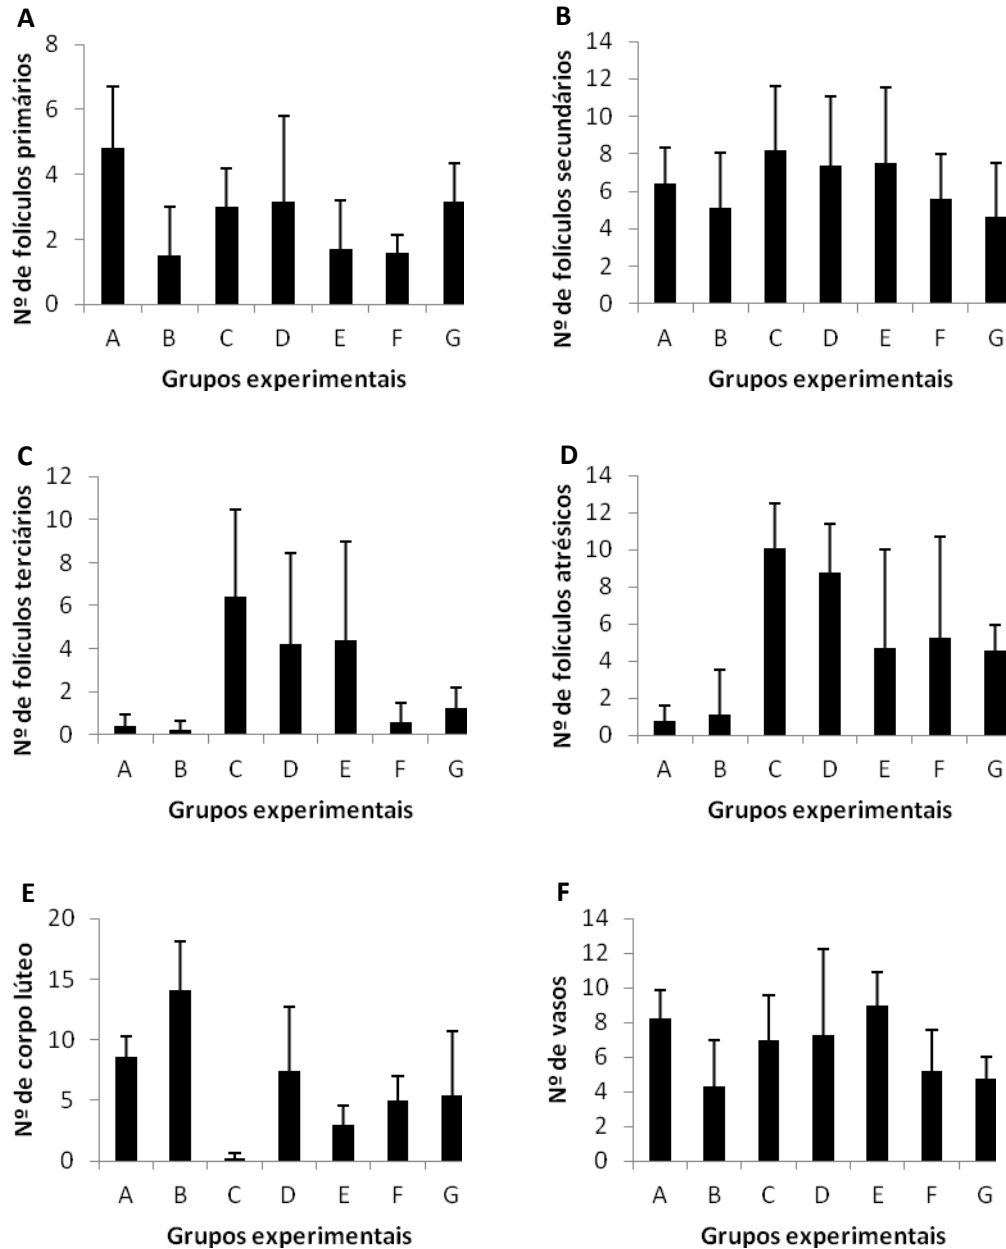 A
Nº de folículos primários
8
6
4
2
0
A B C D E F G
Grupos experimentais
B
Nº de folículos secundários
14
12
10
8
6
4
2
0
A B C D E F G
Grupos experimentais
C
Nº de folículos terciários
12
10
8
6
4
2
0
A B C D E F G
Grupos experimentais
D
Nº de folículos atrésicos
14
12
10
8
6
4
2
0
A B C D E F G
Grupos experimentais
E
Nº de corpo lúteo
20
15
10
5
0
A B C D E F G
Grupos experimentais
F
Nº de vasos
14
12
10
8
6
4
2
0
A B C D E F G
Grupos experimentais